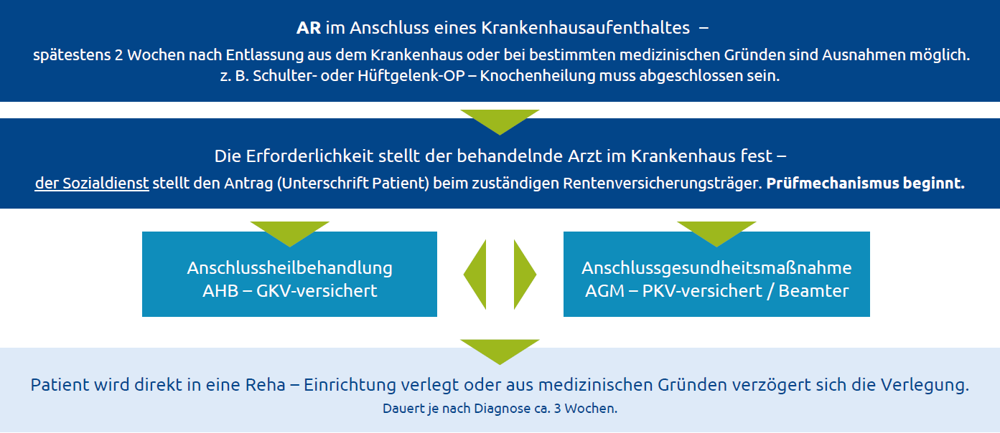 AR im Anschluss eines Krankenhausaufenthaltes –
spätestens 2 Wochen nach Entlassung aus dem Krankenhaus oder bei bestimmten medizinischen Gründen sind Ausnahmen möglich.
z. B. Schulter- oder Hüftgelenk-OP – Knochenheilung muss abgeschlossen sein.
Die Erforderlichkeit stellt der behandelnde Arzt im Krankenhaus fest –
der Sozialdienst stellt den Antrag (Unterschrift Patient) beim zuständigen Rentenversicherungsträger. Prüfmechanismus beginnt.
Anschlussheilbehandlung
AHB – GKV-versichert
Anschlussgesundheitsmaßnahme
AGM – PKV-versichert / Beamter
Patient wird direkt in eine Reha – Einrichtung verlegt oder aus medizinischen Gründen verzögert sich die Verlegung.
Dauert je nach Diagnose ca. 3 Wochen.